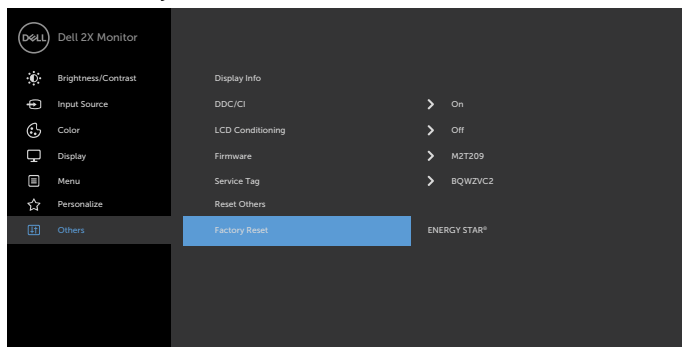 DELL Dell 2X Monitor
Brightness/Contrast Display Info
Input Source DDC/CI On
Color LCD Conditioning Off
Display Firmware M2T209
Menu Service Tag BQWZVC2
Personalize Reset Others
Others Factory Reset ENERGY STAR®